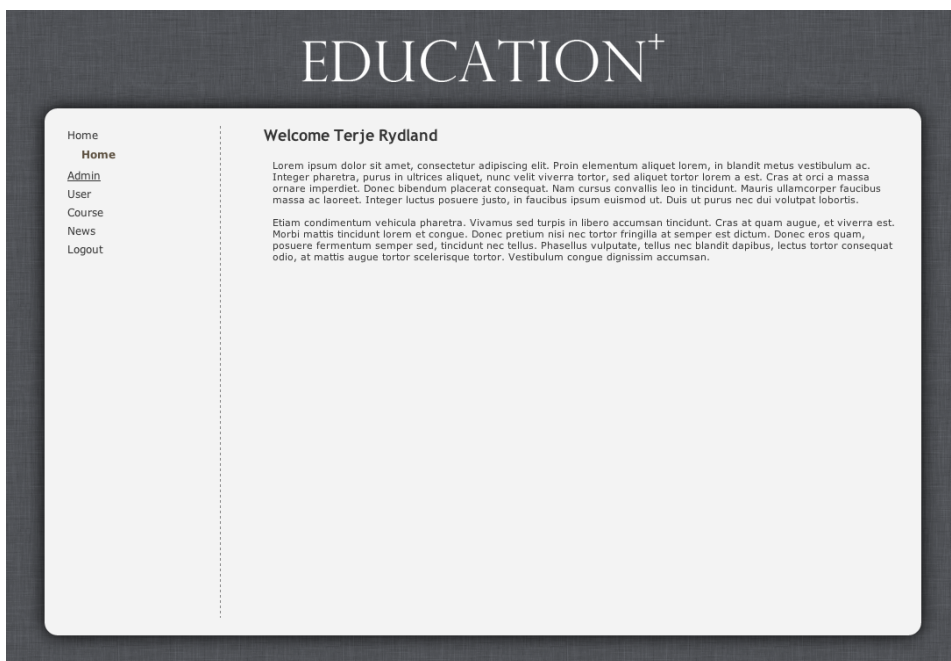 EDUCATION+
Home
Home
Admin
User
Course
News
Logout
Welcome Terje Rydland
Lorem ipsum dolor sit amet, consectetur adipiscing elit. Proin elementum aliquet lorem, in blandit metus vestibulum ac.
Integer pharetra, purus in ultrices aliquet, nunc velit viverra tortor, sed aliquet tortor lorem a est. Cras at orci a massa
ornare imperdiet. Donec bibendum placerat consequat. Nam cursus convallis leo in tincidunt. Mauris ullamcorper faucibus
massa ac laoreet. Integer luctus posuere justo, in faucibus ipsum euismod ut. Duis ut purus nec dui volutpat lobortis.
Etiam condimentum vehicula pharetra. Vivamus sed turpis in libero accumsan tincidunt. Cras at quam augue, et viverra est.
Morbi mattis tincidunt lorem et congue. Donec pretium nisi nec tortor fringilla at semper est dictum. Donec eros quam,
posuere fermentum semper sed, tincidunt nec tellus. Phasellus vulputate, tellus nec blandit dapibus, lectus tortor consequat
odio, at mattis augue tortor scelerisque tortor. Vestibulum congue dignissim accumsan.